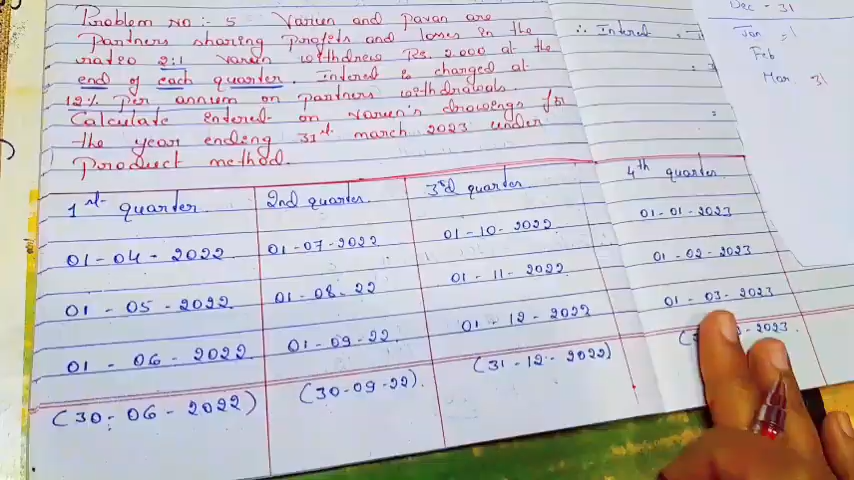 Problem No :- 5 Varun and Pavan are
Partners sharing Profits and losses in the
ratio 2:1 Varun withdrew Rs. 2.000 at the
end of each quarter. Interest is charged at
12% per annum on partners withdrawals.
Calculate enterest on varun's drawings for
the year ending 31st march 2023 under
Product method.
∴ Interest
Dec - 31
Jan
Feb
Mar 31
1st quarter 2nd quarter 3rd quarter 4th quarter
01-04-2022 01-07-2022 01-10-2022 01-01-2023
01-05-2022 01-08-22 01-11-2022 01-02-2023
01-06-2022 01-09-22 01-12-2022 01-03-2023
(30-06-2022) (30-09-22). (31-12-2022) -2023)